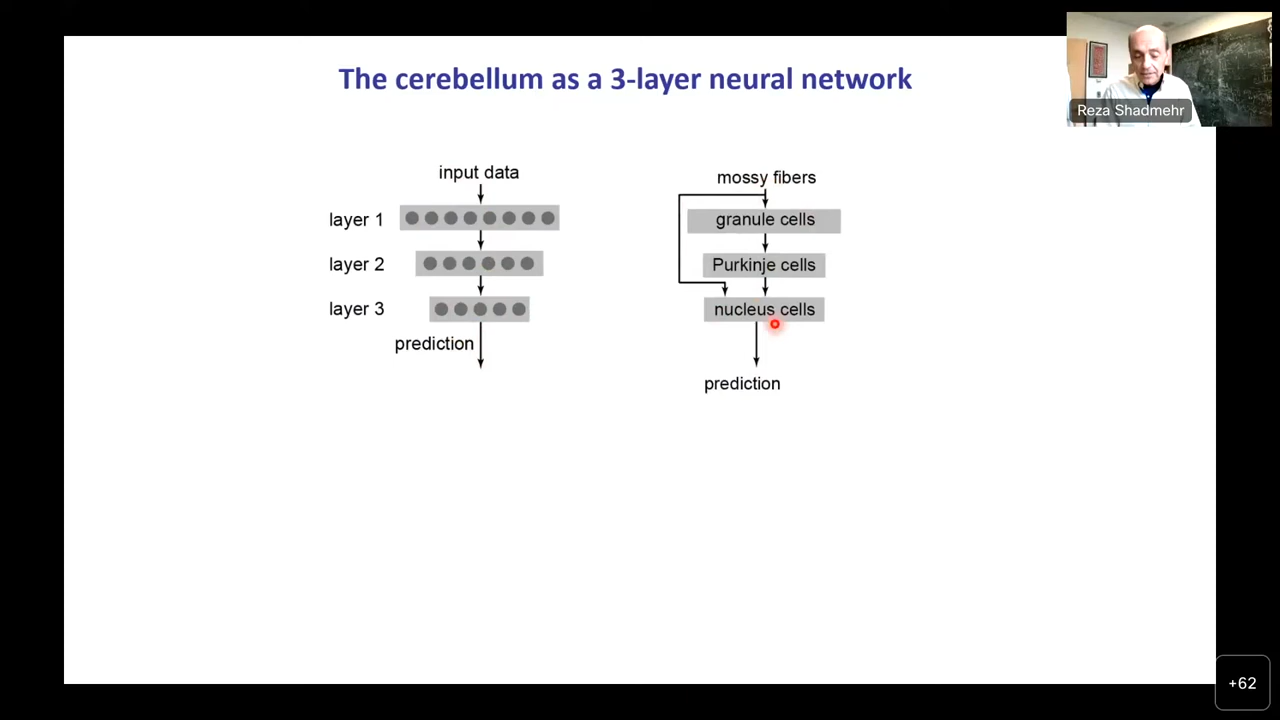 The cerebellum as a 3-layer neural network
Reza Shadmehr
input data
layer 1
layer 2
layer 3
prediction
mossy fibers
granule cells
Purkinje cells
nucleus cells
prediction
+62